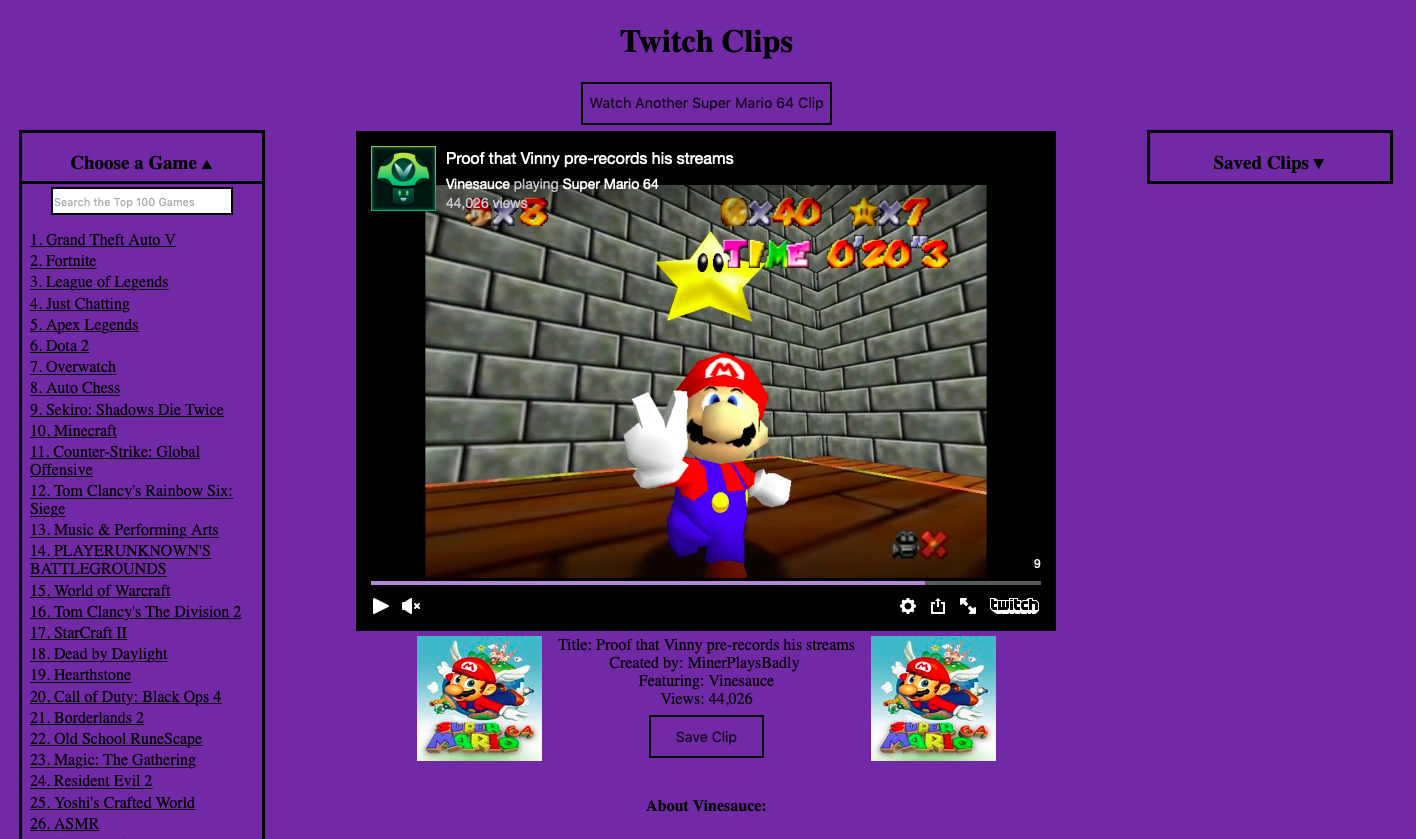 Twitch Clips
Watch Another Super Mario 64 Clip
Choose a Game ▲
Search the Top 100 Games
1. Grand Theft Auto V
2. Fortnite
3. League of Legends
4. Just Chatting
5. Apex Legends
6. Dota 2
7. Overwatch
8. Auto Chess
9. Sekiro: Shadows Die Twice
10. Minecraft
11. Counter-Strike: Global
Offensive
12. Tom Clancy's Rainbow Six:
Siege
13. Music & Performing Arts
14. PLAYERUNKNOWN'S
BATTLEGROUNDS
15. World of Warcraft
16. Tom Clancy's The Division 2
17. StarCraft II
18. Dead by Daylight
19. Hearthstone
20. Call of Duty: Black Ops 4
21. Borderlands 2
22. Old School RuneScape
23. Magic: The Gathering
24. Resident Evil 2
25. Yoshi's Crafted World
26. ASMR
Proof that Vinny pre-records his streams
Vinesauce playing Super Mario 64
44,026 views
×8 ×40 ×7
TIME 0'20"3
M
9
twitch
SUPER MARIO 64
Title: Proof that Vinny pre-records his streams
Created by: MinerPlaysBadly
Featuring: Vinesauce
Views: 44,026
Save Clip
SUPER MARIO 64
About Vinesauce:
Saved Clips ▼